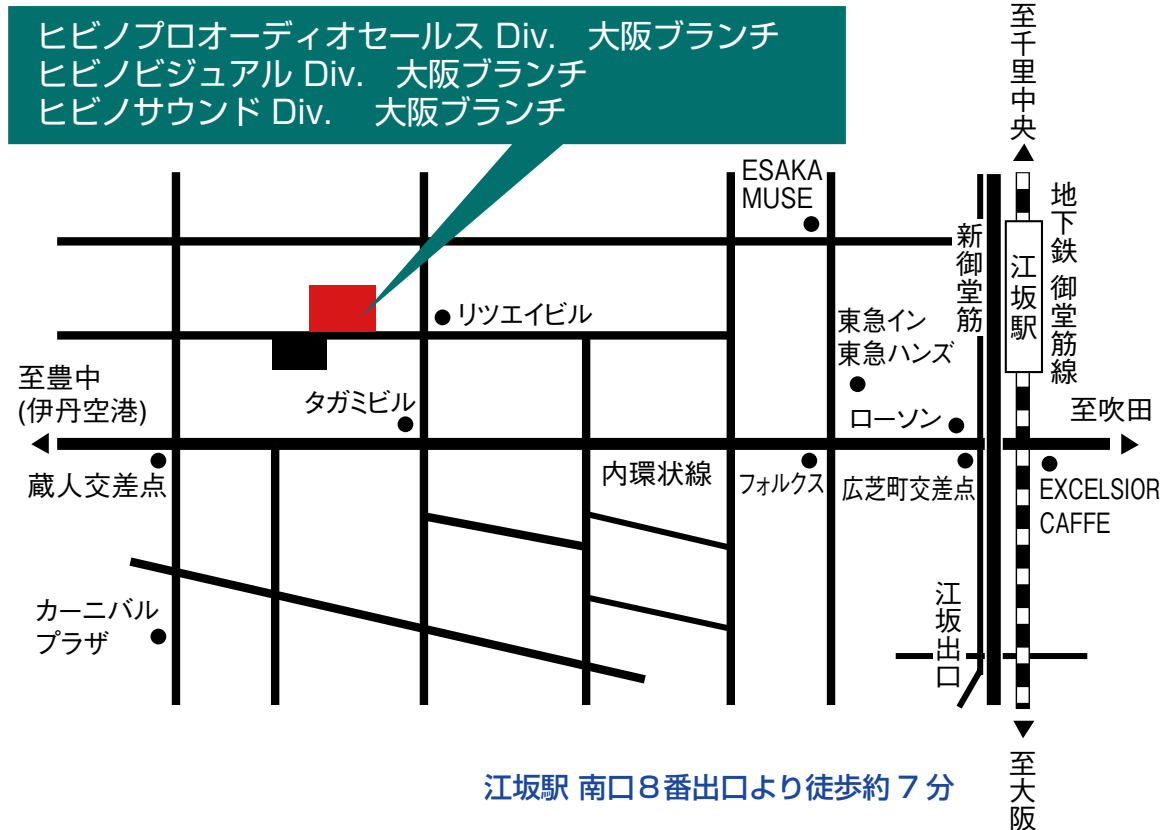 ヒビノプロオーディオセールス Div.　大阪ブランチ
ヒビノビジュアル Div.　大阪ブランチ
ヒビノサウンド Div.　大阪ブランチ
至千里中央
ESAKA
MUSE
新御堂筋
江坂駅
地下鉄 御堂筋線
リツエイビル
東急イン
東急ハンズ
至豊中
(伊丹空港)
タガミビル
ローソン
至吹田
蔵人交差点
内環状線
フォルクス
広芝町交差点
EXCELSIOR
CAFFE
カーニバル
プラザ
江坂出口
江坂駅 南口8番出口より徒歩約 7 分
至大阪